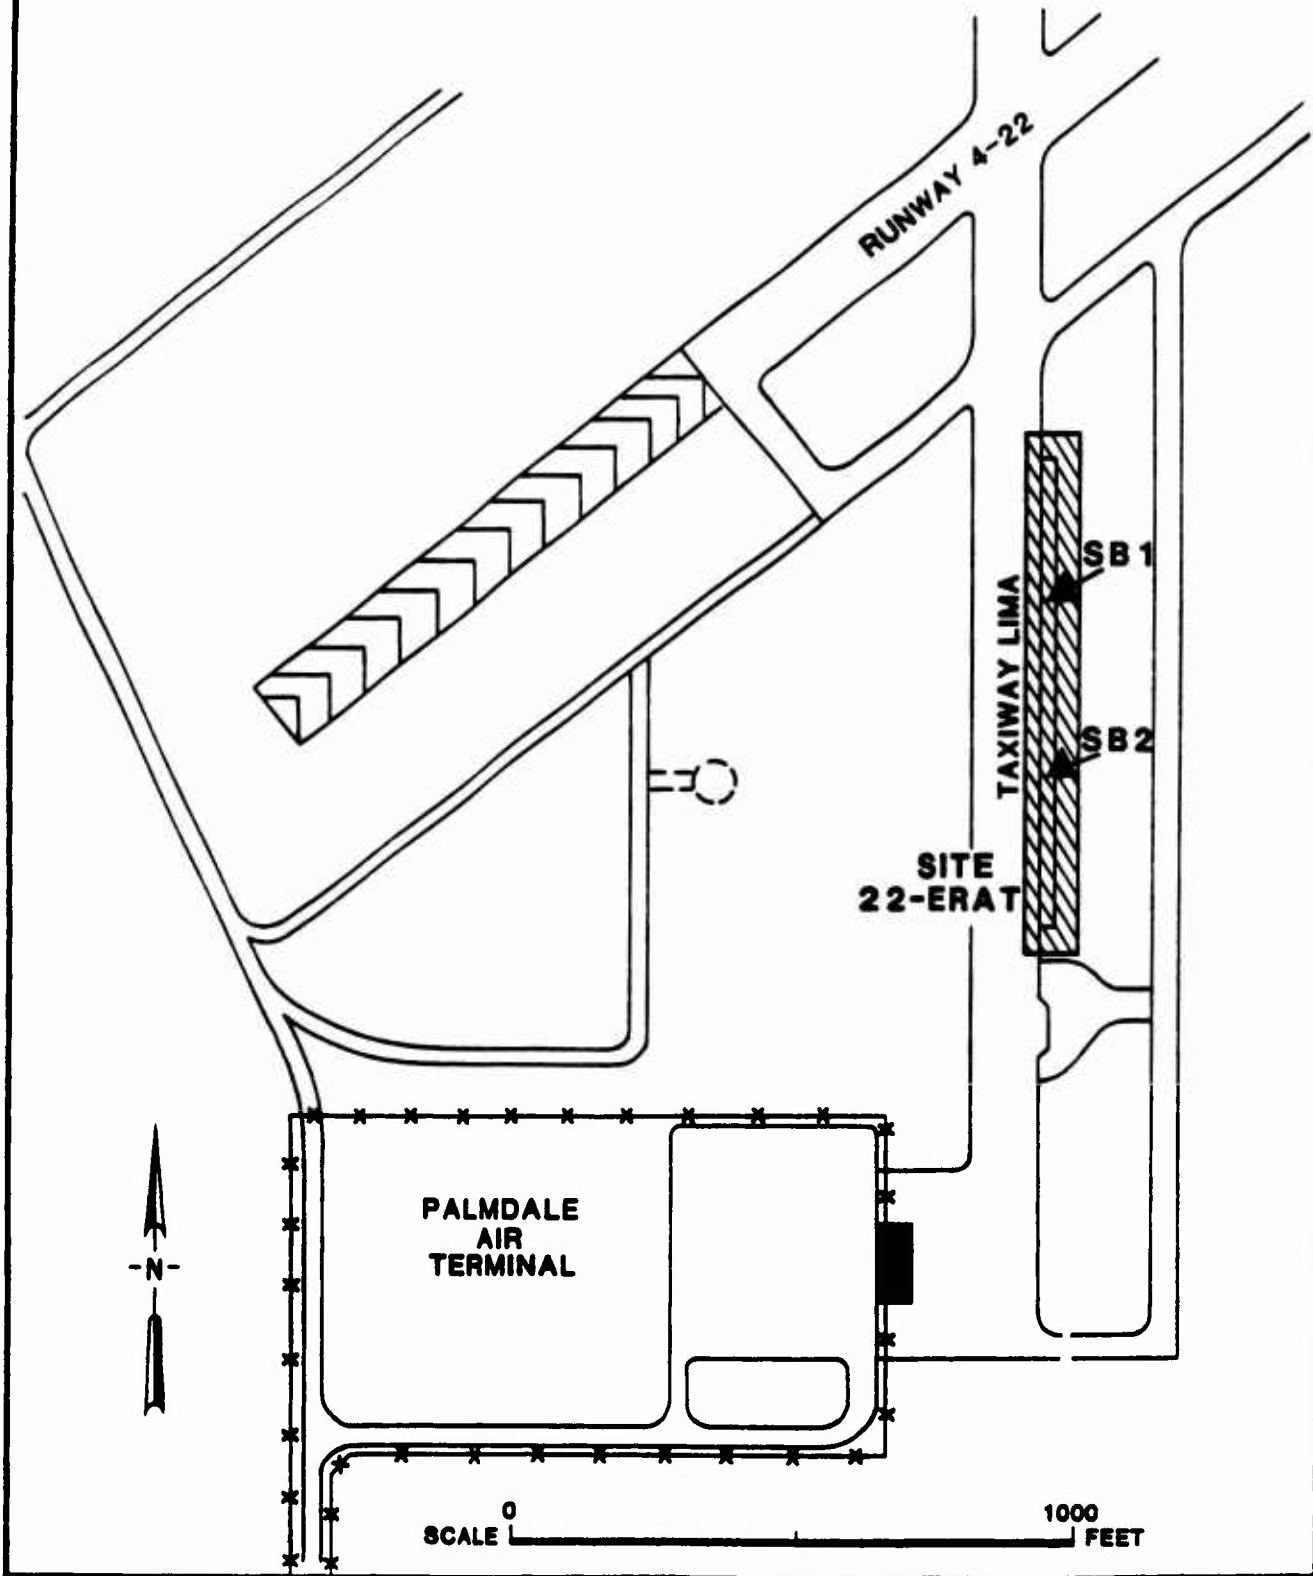 RUNWAY 4-22
SB1
TAXIWAY LIMA
SB2
SITE
22-ERAT
PALMDALE
AIR
TERMINAL
-N-
0 1000
SCALE FEET